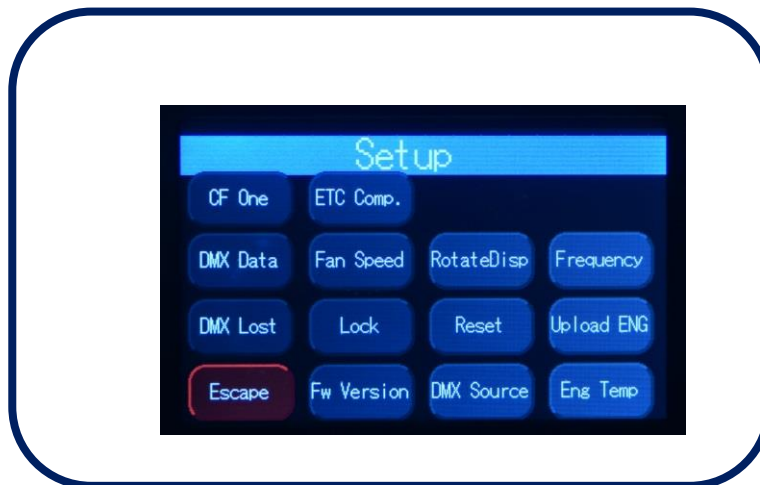 Setup
CF One ETC Comp.
DMX Data Fan Speed RotateDisp Frequency
DMX Lost Lock Reset Upload ENG
Escape Fw Version DMX Source Eng Temp